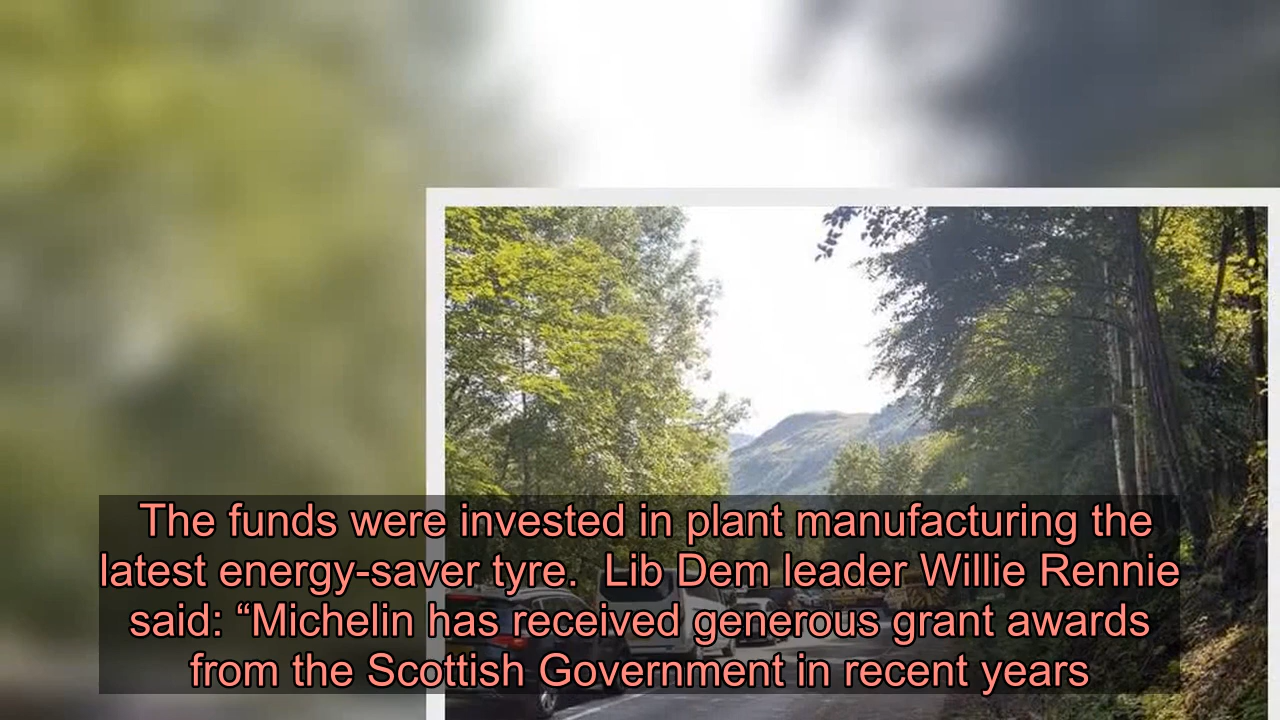 The funds were invested in plant manufacturing the
latest energy-saver tyre.  Lib Dem leader Willie Rennie
said: “Michelin has received generous grant awards
from the Scottish Government in recent years